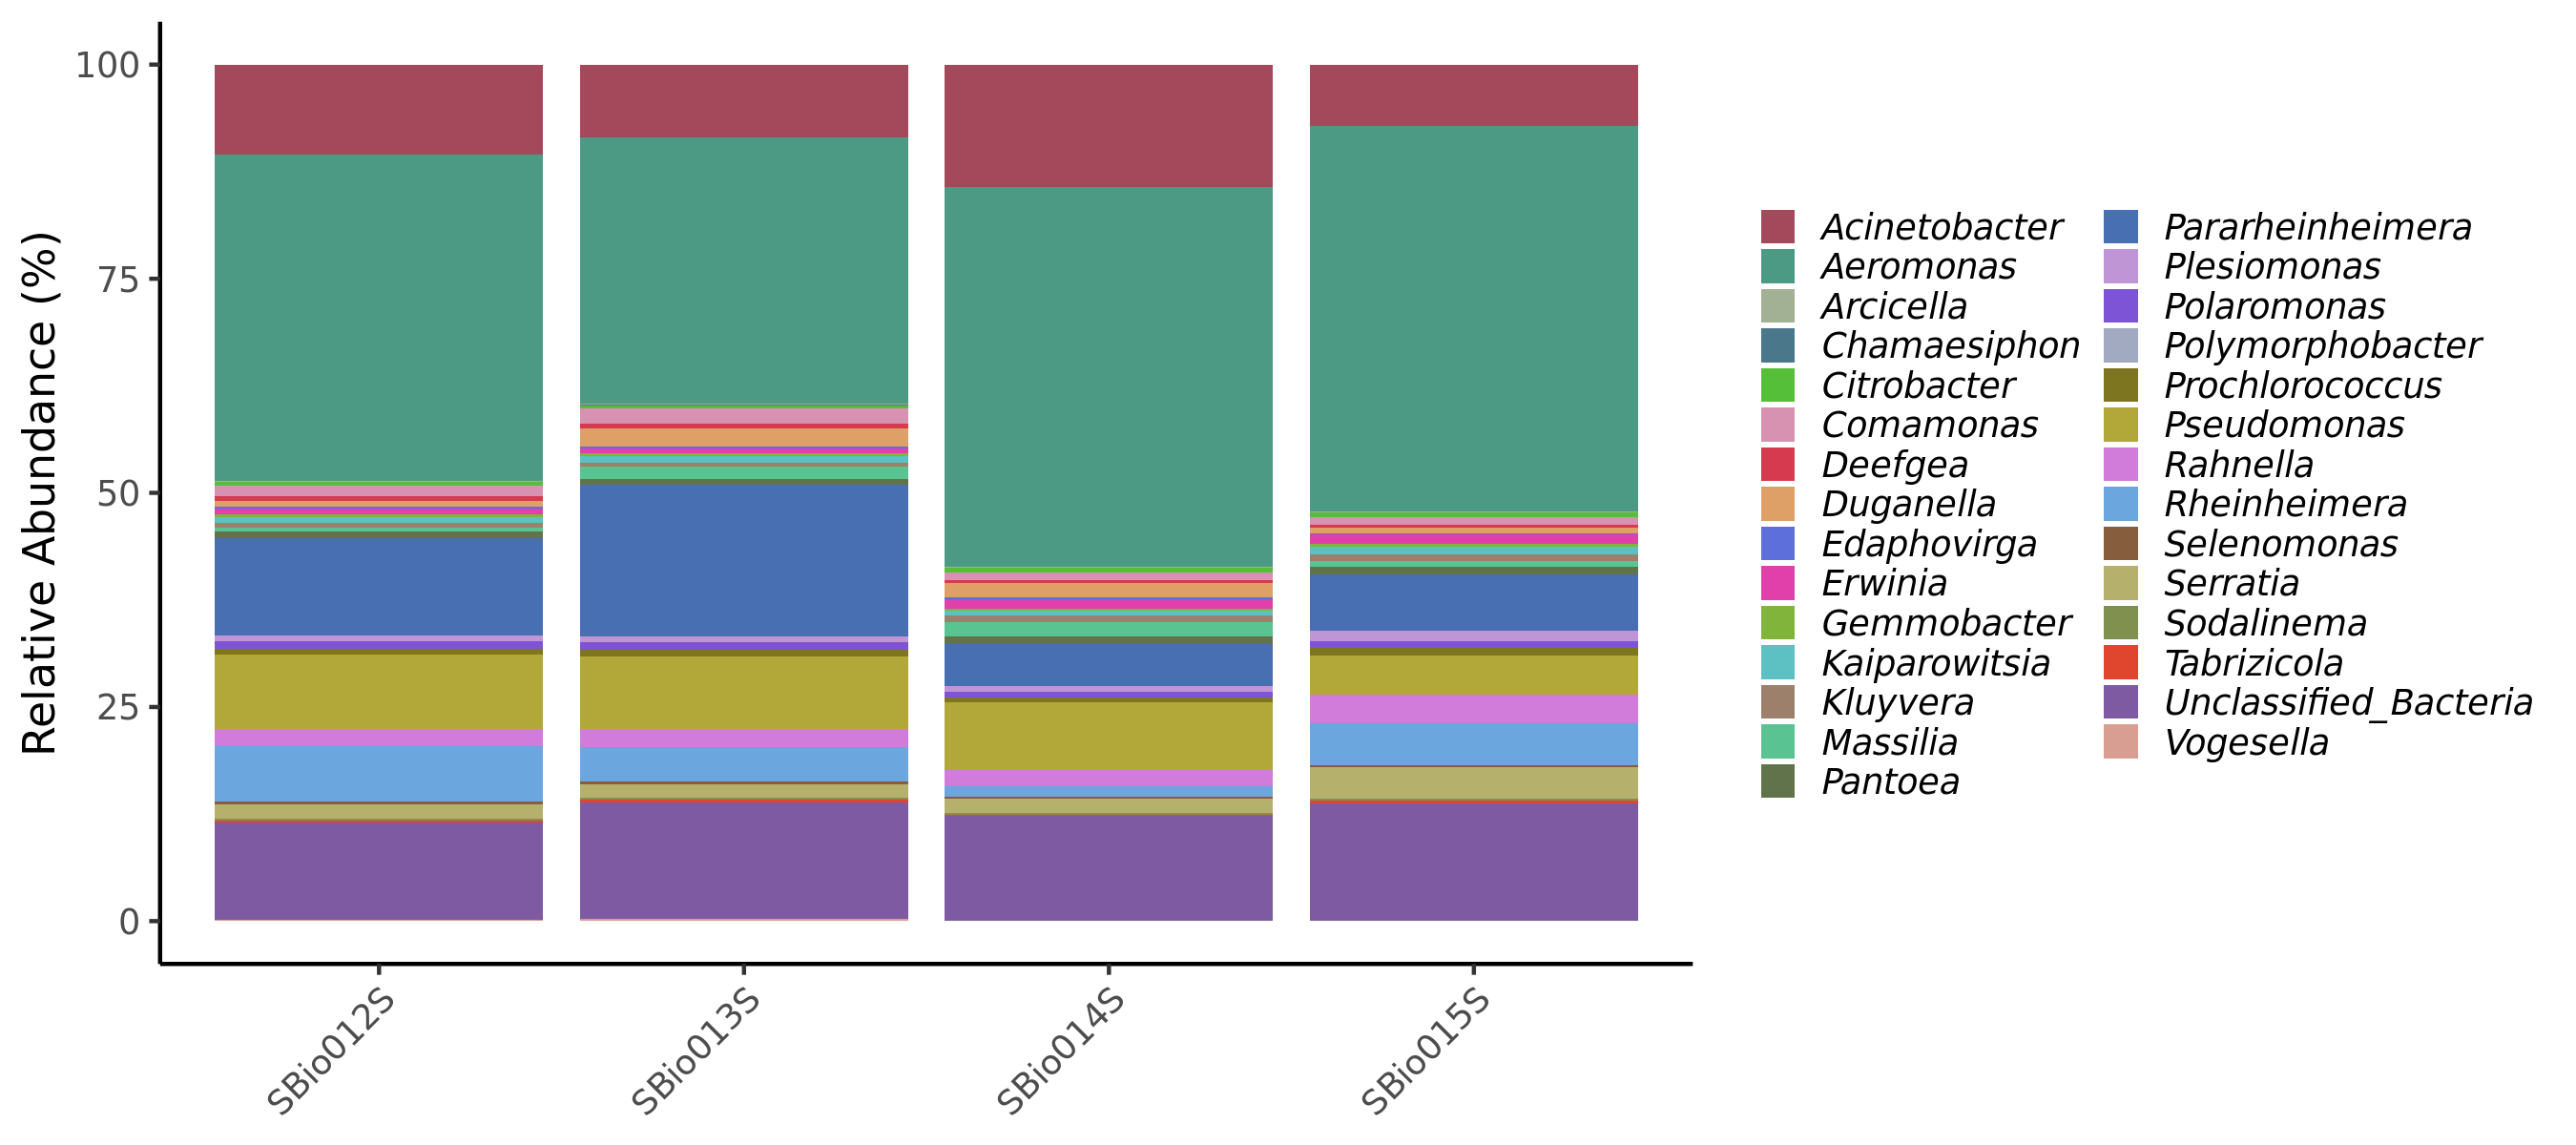 Relative Abundance (%)
100
75
50
25
0
SBio012S
SBio013S
SBio014S
SBio015S
Acinetobacter
Aeromonas
Arcicella
Chamaesiphon
Citrobacter
Comamonas
Deefgea
Duganella
Edaphovirga
Erwinia
Gemmobacter
Kaiparowitsia
Kluyvera
Massilia
Pantoea
Pararheinheimera
Plesiomonas
Polaromonas
Polymorphobacter
Prochlorococcus
Pseudomonas
Rahnella
Rheinheimera
Selenomonas
Serratia
Sodalinema
Tabrizicola
Unclassified_Bacteria
Vogesella